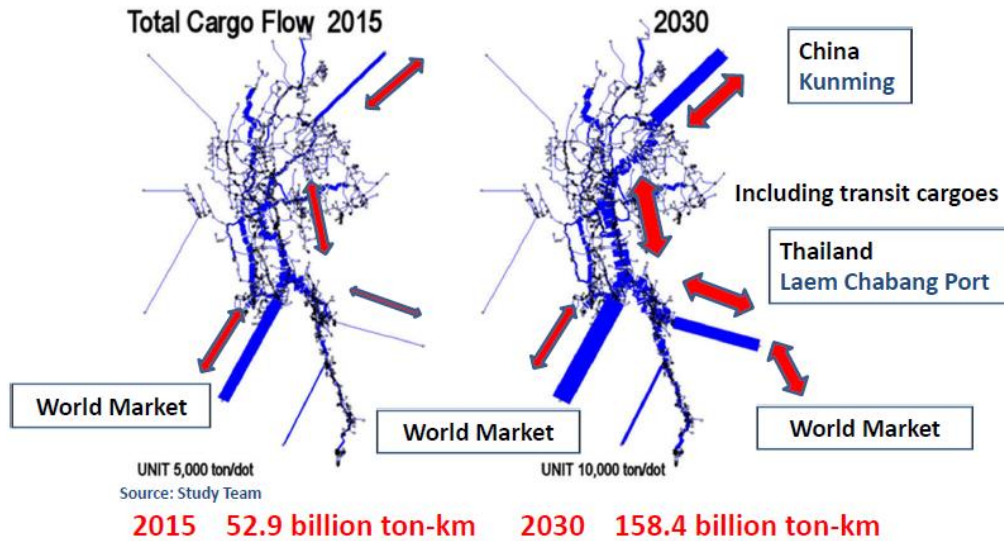 Total Cargo Flow 2015
2030
China
Kunming
Including transit cargoes
Thailand
Laem Chabang Port
World Market
World Market
World Market
UNIT 5,000 ton/dot
UNIT 10,000 ton/dot
Source: Study Team
2015 52.9 billion ton-km
2030 158.4 billion ton-km